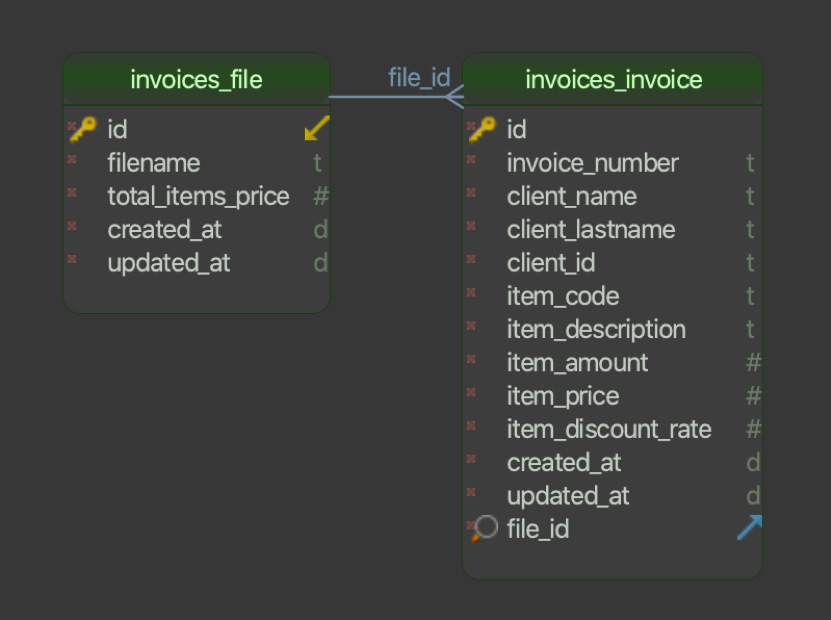 invoices_file
id
filename t
total_items_price #
created_at d
updated_at d
file_id
invoices_invoice
id
invoice_number t
client_name t
client_lastname t
client_id t
item_code t
item_description t
item_amount #
item_price #
item_discount_rate #
created_at d
updated_at d
file_id